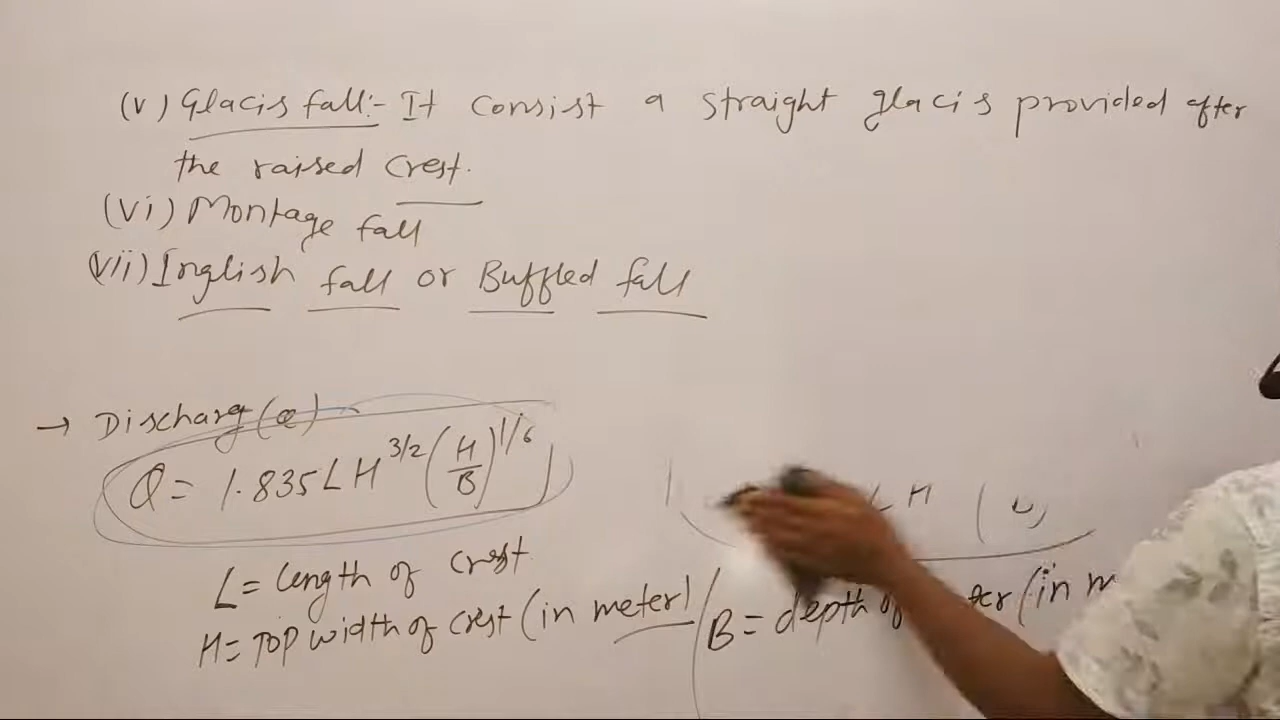 (v) Glacis fall:- It consist a straight glacis provided after
the raised crest.
(vi) Montage fall
(vii) Inglish fall or Buffled fall
→ Discharg(Q)
Q = 1.835 L H^3/2 (H/B)^1/6
L = length of crest
H = Top width of crest (in meter) B = depth of (in m